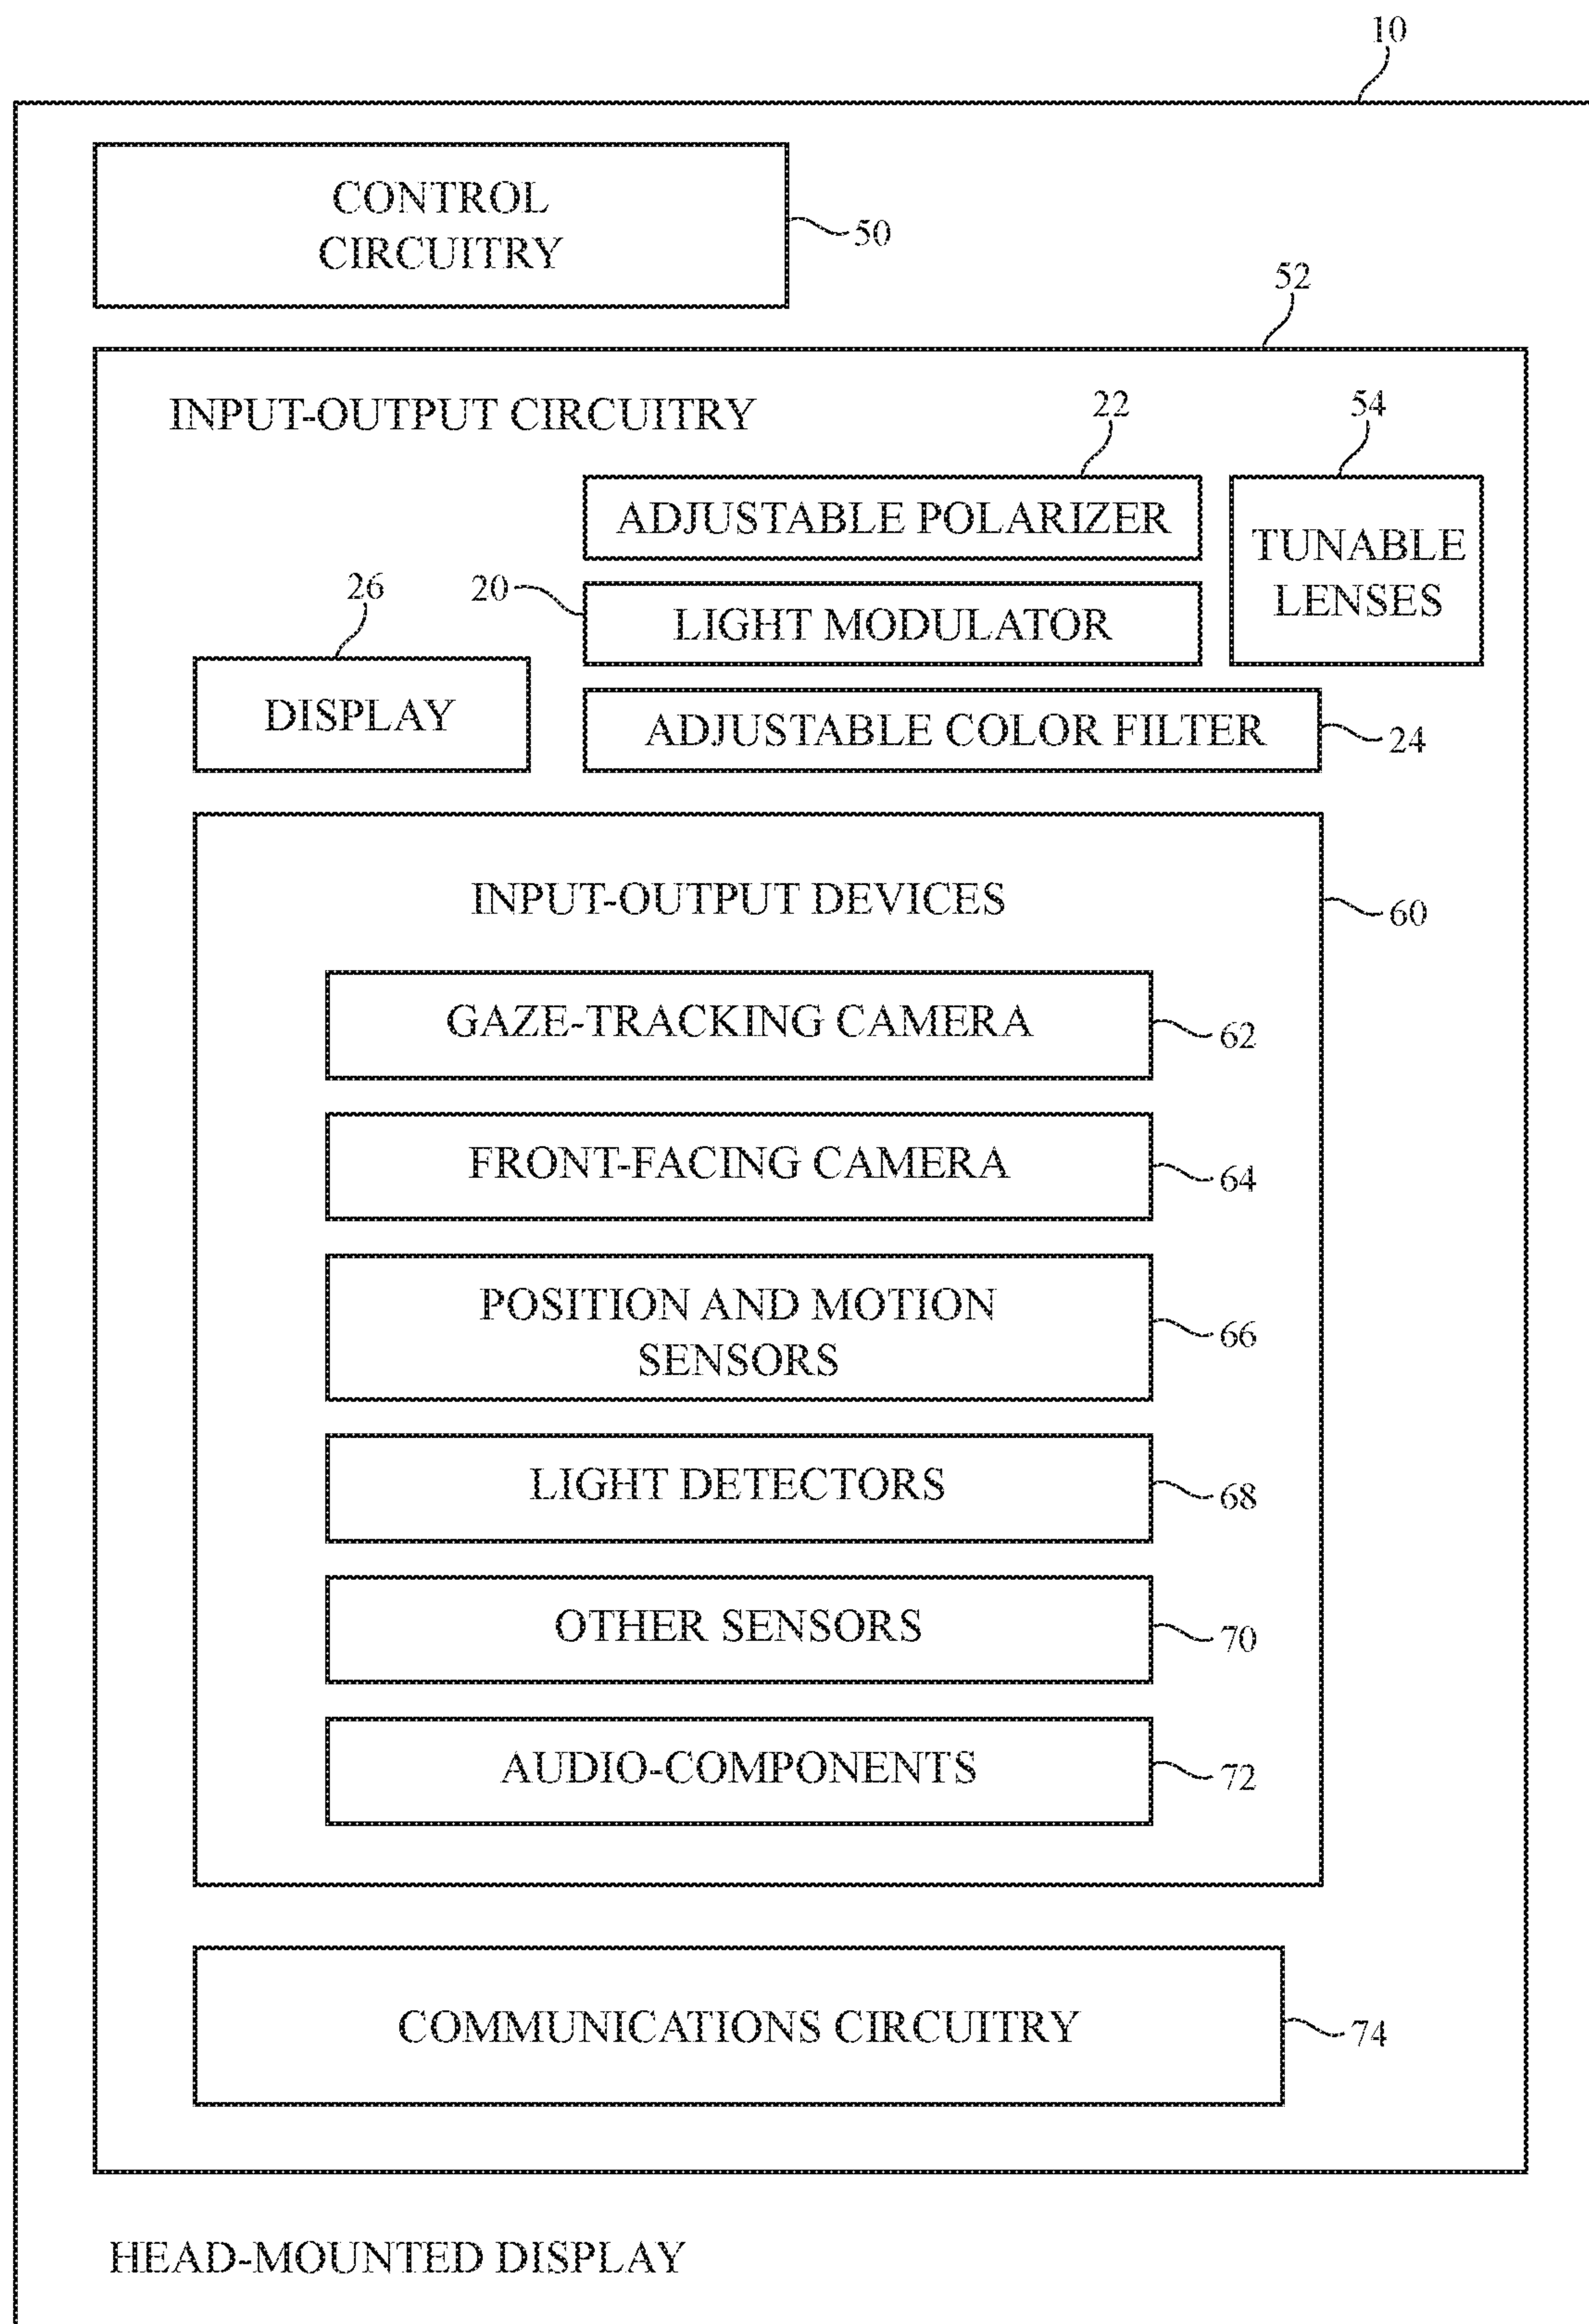 10
CONTROL
CIRCUITRY
50
52
INPUT-OUTPUT CIRCUITRY
22
54
ADJUSTABLE POLARIZER
TUNABLE
LENSES
26
20
LIGHT MODULATOR
DISPLAY
ADJUSTABLE COLOR FILTER
24
INPUT-OUTPUT DEVICES
60
GAZE-TRACKING CAMERA
62
FRONT-FACING CAMERA
64
POSITION AND MOTION
SENSORS
66
LIGHT DETECTORS
68
OTHER SENSORS
70
AUDIO-COMPONENTS
72
COMMUNICATIONS CIRCUITRY
74
HEAD-MOUNTED DISPLAY